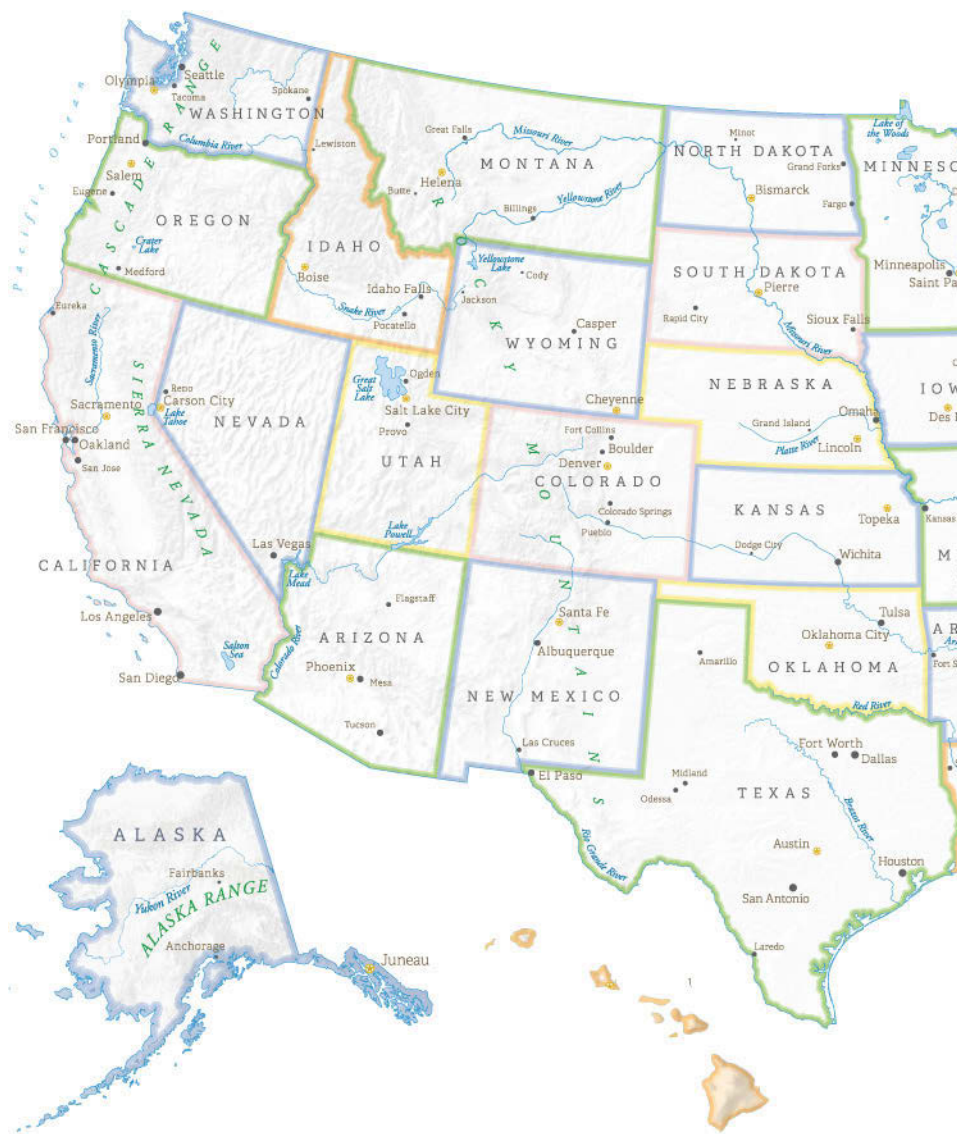 Pacific Ocean
CASCADE RANGE
Olympia
Seattle
Tacoma
Spokane
WASHINGTON
Columbia River
Portland
Salem
Eugene
OREGON
Crater
Lake
Medford
Lewiston
IDAHO
Boise
Snake River
Idaho Falls
Pocatello
Great Falls
Missouri River
MONTANA
Helena
Butte
Billings
Yellowstone River
ROCKY MOUNTAINS
Yellowstone
Lake
Cody
Jackson
Casper
WYOMING
Cheyenne
Minot
NORTH DAKOTA
Grand Forks
Bismarck
Fargo
Lake of
the Woods
MINNESO
Minneapolis
Saint Pa
SOUTH DAKOTA
Pierre
Rapid City
Sioux Falls
Missouri River
NEBRASKA
Grand Island
Omaha
Platte River
Lincoln
IOW
Des
Eureka
Sacramento River
SIERRA NEVADA
Sacramento
Reno
Carson City
Lake
Tahoe
San Francisco
Oakland
San Jose
NEVADA
Las Vegas
Lake
Mead
CALIFORNIA
Los Angeles
Salton
Sea
San Diego
Great
Salt
Lake
Ogden
Salt Lake City
Provo
UTAH
Lake
Powell
Fort Collins
Boulder
Denver
COLORADO
Colorado Springs
Pueblo
KANSAS
Topeka
Dodge City
Wichita
Kansas
M
Flagstaff
ARIZONA
Colorado River
Phoenix
Mesa
Tucson
Santa Fe
Albuquerque
NEW MEXICO
Las Cruces
El Paso
Tulsa
Oklahoma City
OKLAHOMA
Red River
AR
Ar
Fort S
Amarillo
Fort Worth
Dallas
Midland
Odessa
TEXAS
Brazos River
Rio Grande River
Austin
Houston
San Antonio
Laredo
ALASKA
Fairbanks
Yukon River
ALASKA RANGE
Anchorage
Juneau
1